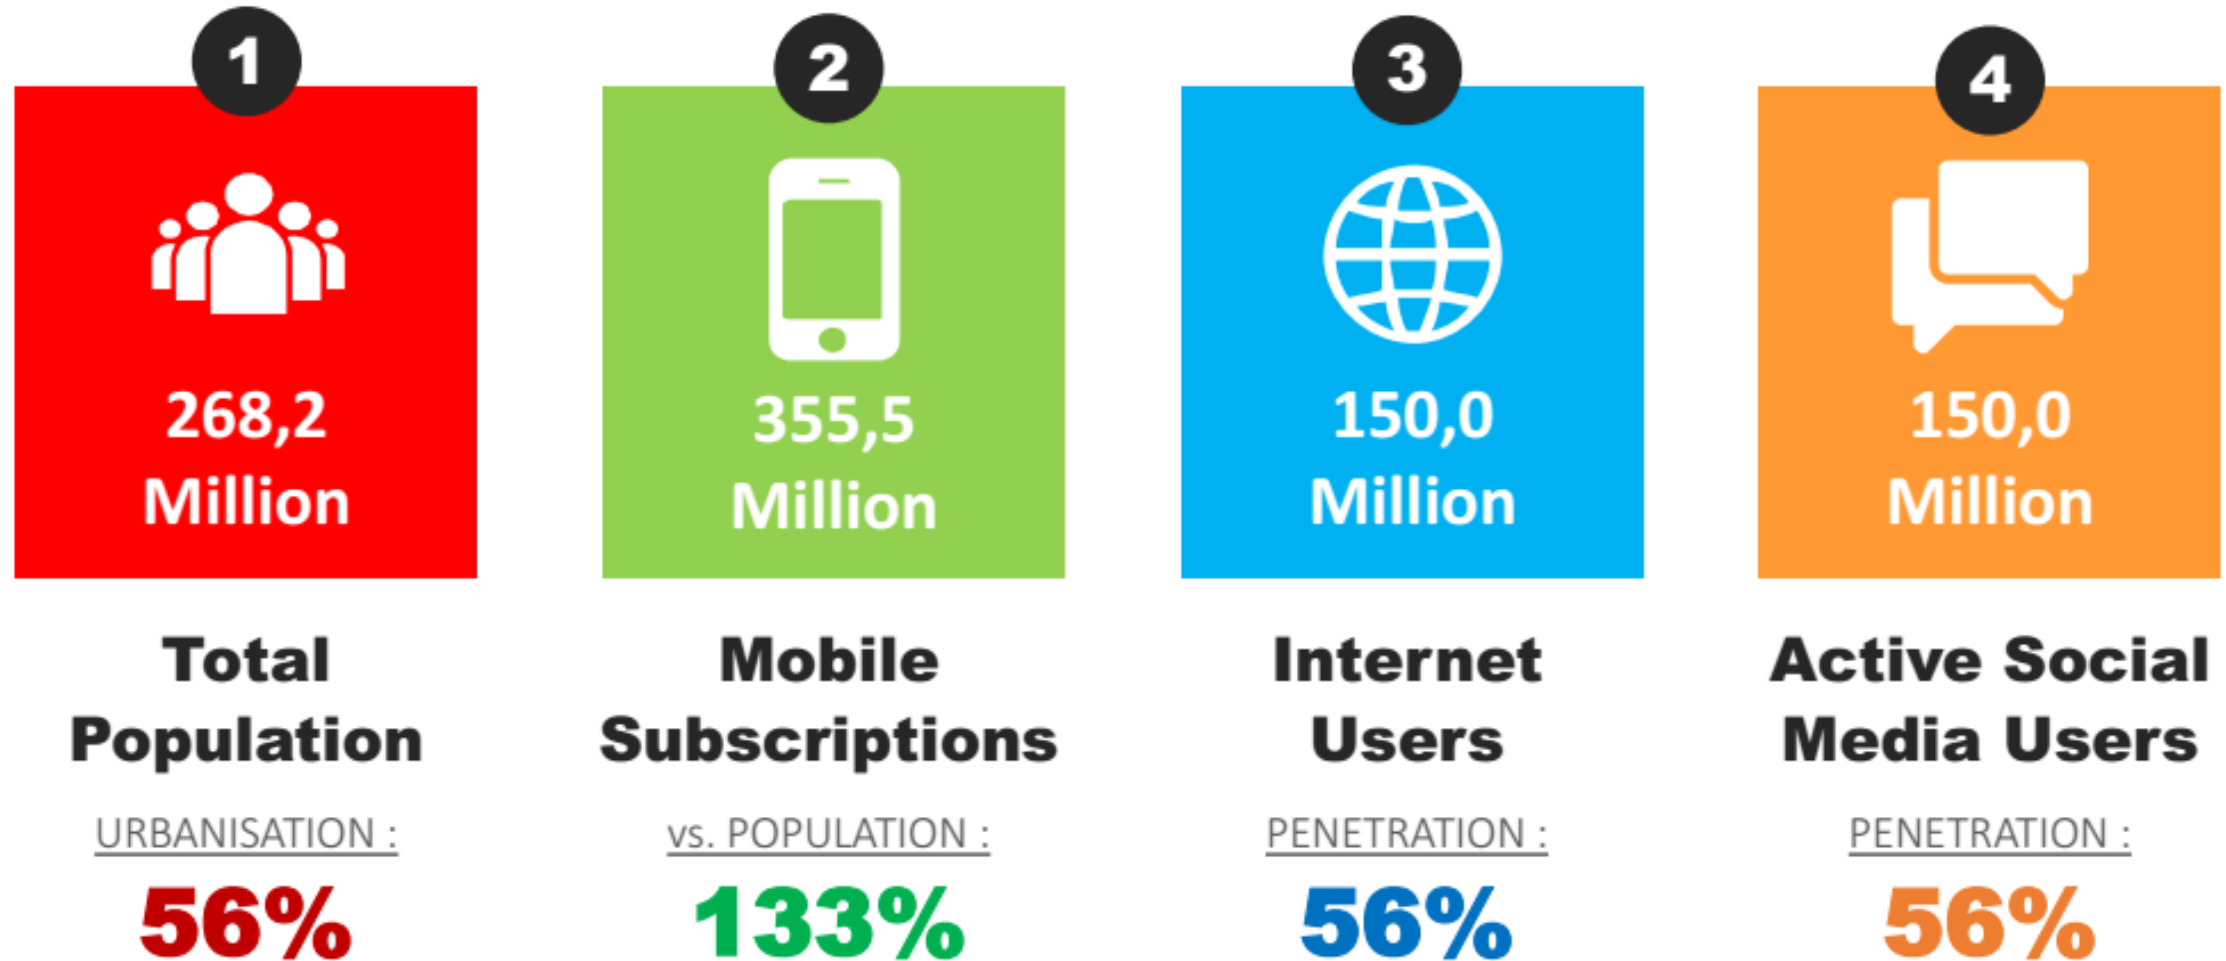 1
268,2
Million
Total
Population
URBANISATION :
56%
2
355,5
Million
Mobile
Subscriptions
vs. POPULATION :
133%
3
150,0
Million
Internet
Users
PENETRATION :
56%
4
150,0
Million
Active Social
Media Users
PENETRATION :
56%